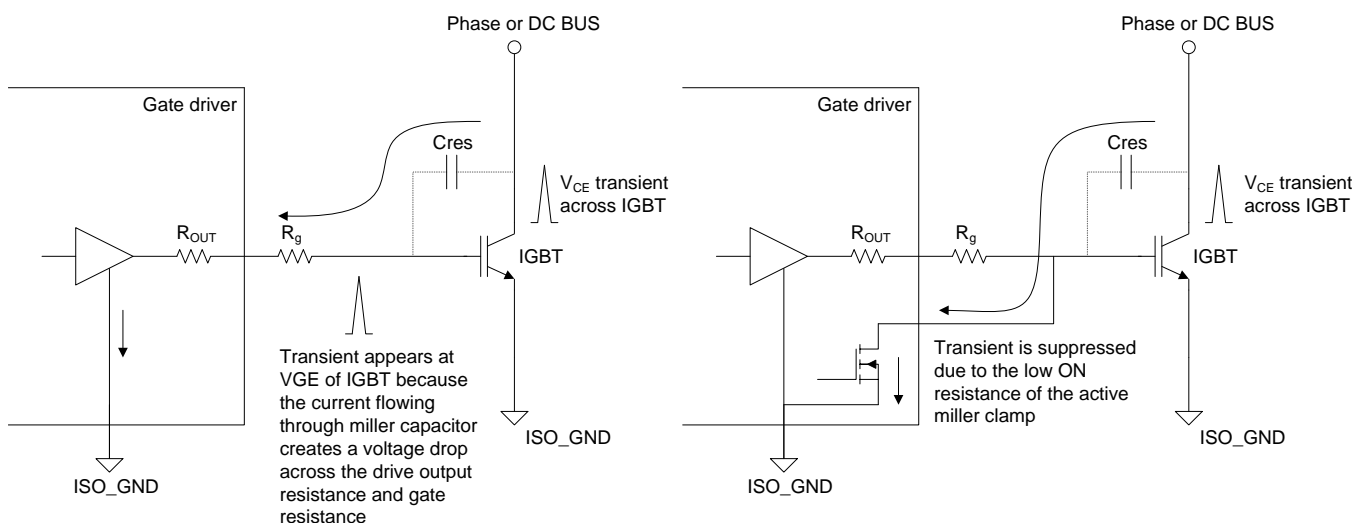 Phase or DC BUS
Gate driver
Cres
VCE transient
across IGBT
ROUT
Rg
IGBT
Transient appears at
VGE of IGBT because
the current flowing
through miller capacitor
creates a voltage drop
across the drive output
resistance and gate
resistance
ISO_GND
ISO_GND
Phase or DC BUS
Gate driver
Cres
VCE transient
across IGBT
ROUT
Rg
IGBT
Transient is suppressed
due to the low ON
resistance of the active
miller clamp
ISO_GND
ISO_GND